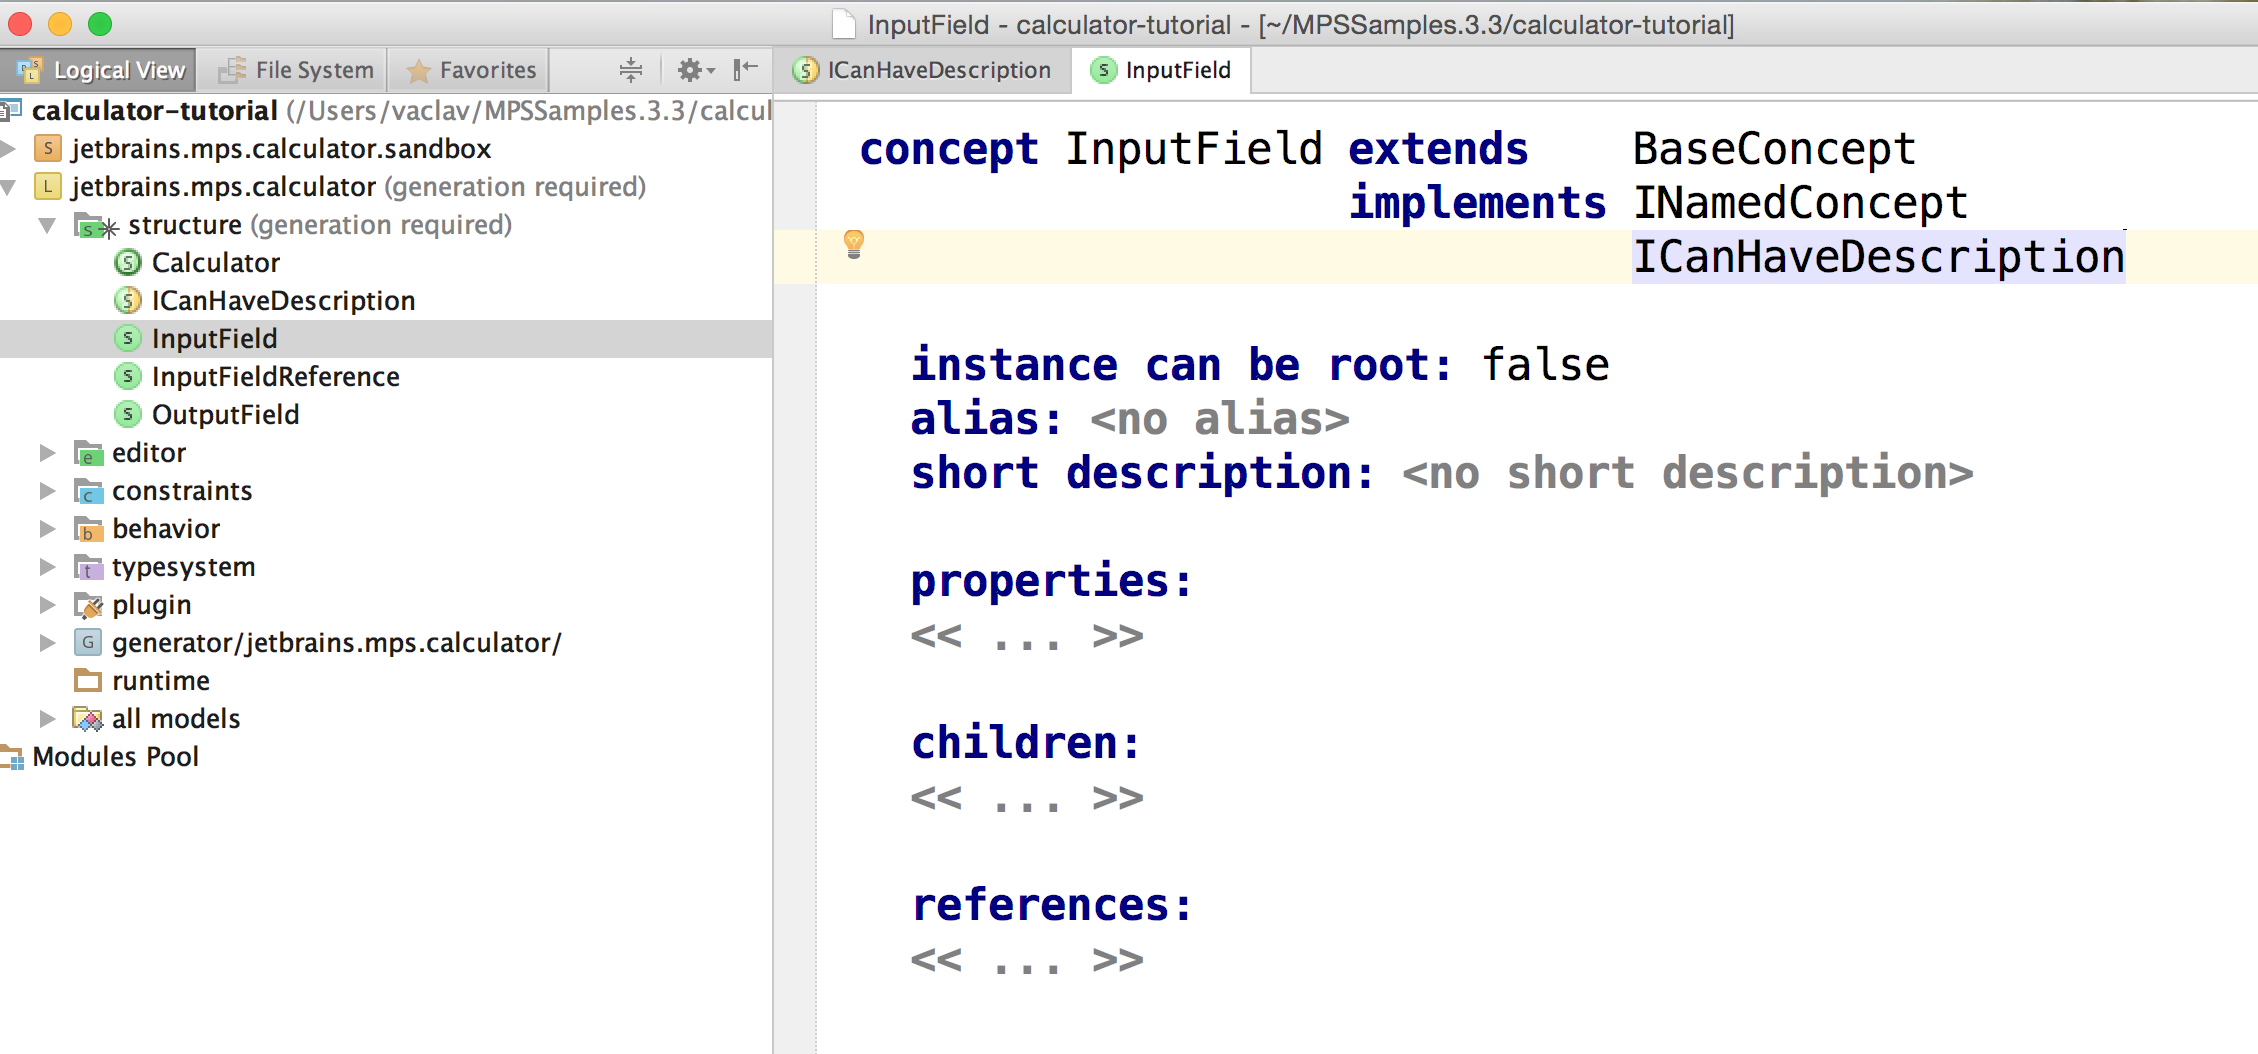 InputField - calculator-tutorial - [~/MPSSamples.3.3/calculator-tutorial]
Logical View File System Favorites
ICanHaveDescription InputField
calculator-tutorial (/Users/vaclav/MPSSamples.3.3/calcul
jetbrains.mps.calculator.sandbox
jetbrains.mps.calculator (generation required)
structure (generation required)
Calculator
ICanHaveDescription
InputField
InputFieldReference
OutputField
editor
constraints
behavior
typesystem
plugin
generator/jetbrains.mps.calculator/
runtime
all models
Modules Pool
concept InputField extends BaseConcept
implements INamedConcept
ICanHaveDescription
instance can be root: false
alias: <no alias>
short description: <no short description>
properties:
<< ... >>
children:
<< ... >>
references:
<< ... >>